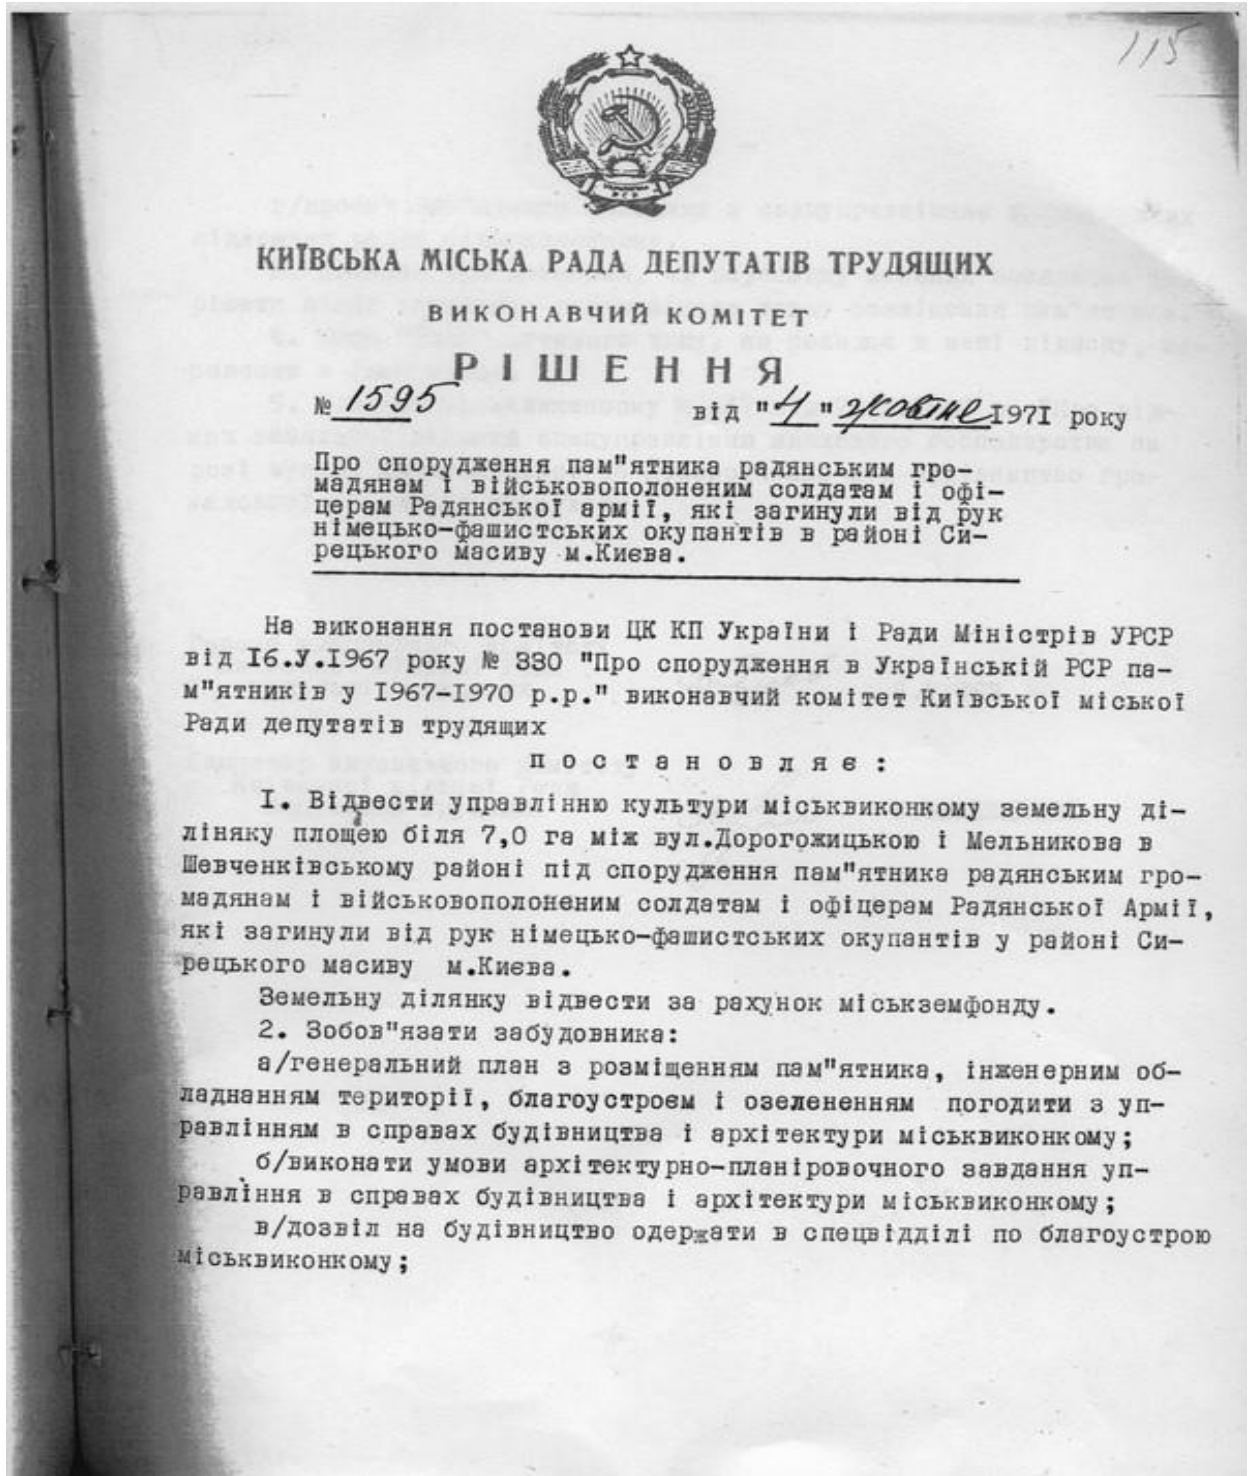 115
КИЇВСЬКА МІСЬКА РАДА ДЕПУТАТІВ ТРУДЯЩИХ
ВИКОНАВЧИЙ КОМІТЕТ
РІШЕННЯ
№ 1595 від "4" жовтня 1971 року
Про спорудження пам"ятника радянським гро-
мадянам і військовополоненим солдатам і офі-
церам Радянської армії, які загинули від рук
німецько-фашистських окупантів в районі Си-
рецького масиву м.Києва.
На виконання постанови ЦК КП України і Ради Міністрів УРСР
від І6.У.І967 року № 330 "Про спорудження в Українській РСР па-
м"ятників у І967-І970 р.р." виконавчий комітет Київської міської
Ради депутатів трудящих
п о с т а н о в л я є :
І. Відвести управлінню культури міськвиконкому земельну ді-
діняку площею біля 7,0 га між вул.Дорогожицькою і Мельникова в
Шевченківському районі під спорудження пам"ятника радянським гро-
мадянам і військовополоненим солдатам і офіцерам Радянської Армії,
які загинули від рук німецько-фашистських окупантів у районі Си-
рецького масиву м.Києва.
Земельну ділянку відвести за рахунок міськземфонду.
2. Зобов"язати забудовника:
а/генеральний план з розміщенням пам"ятника, інженерним об-
ладнанням території, благоустроєм і озелененням погодити з уп-
равлінням в справах будівництва і архітектури міськвиконкому;
б/виконати умови архітектурно-планіровочного завдання уп-
равління в справах будівництва і архітектури міськвиконкому;
в/дозвіл на будівництво одержати в спецвідділі по благоустрою
міськвиконкому;